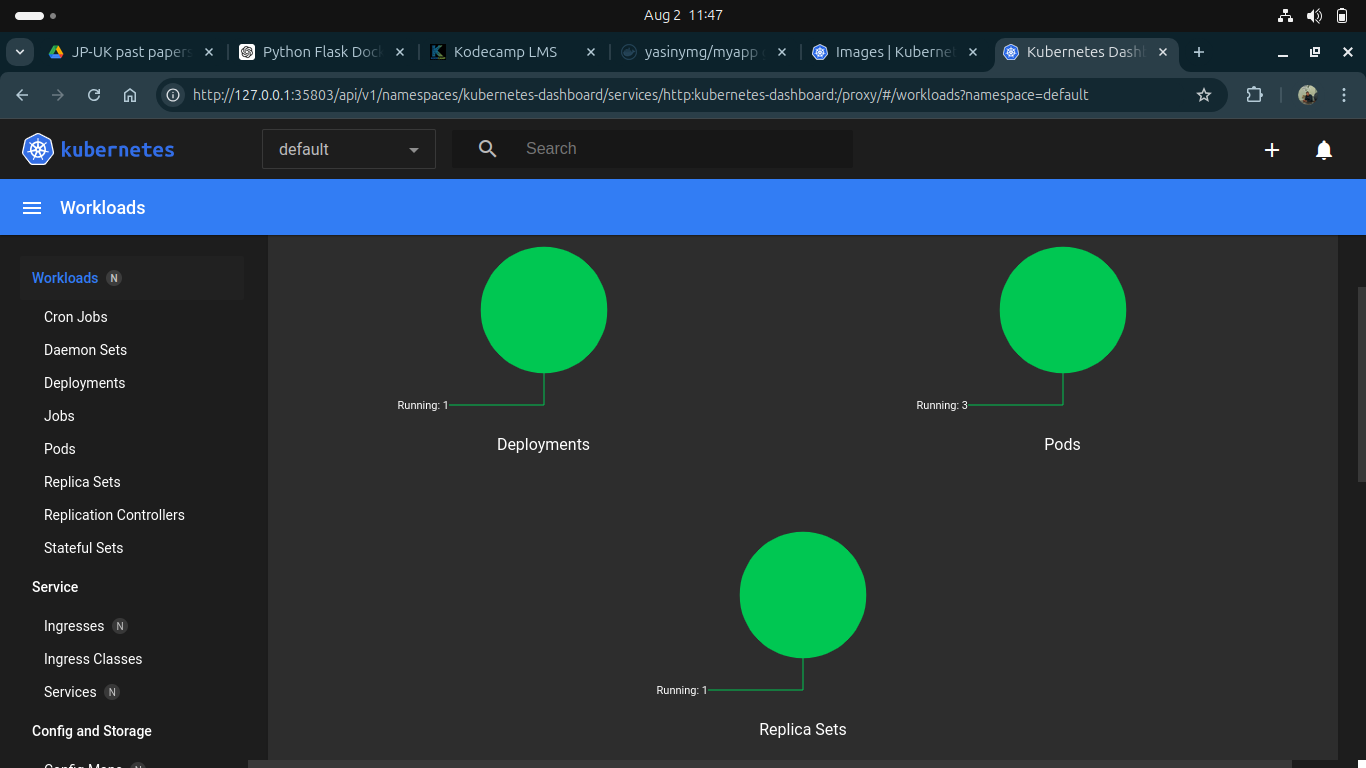 Aug 2 11:47
JP-UK past papers
Python Flask Dock
Kodecamp LMS
yasinymg/myapp
Images | Kubernet
Kubernetes Dashb
http://127.0.0.1:35803/api/v1/namespaces/kubernetes-dashboard/services/http:kubernetes-dashboard:/proxy/#/workloads?namespace=default
kubernetes
default
Search
Workloads
Workloads N
Cron Jobs
Daemon Sets
Deployments
Jobs
Pods
Replica Sets
Replication Controllers
Stateful Sets
Service
Ingresses N
Ingress Classes
Services N
Config and Storage
Config Maps N
Running: 1
Deployments
Running: 3
Pods
Running: 1
Replica Sets